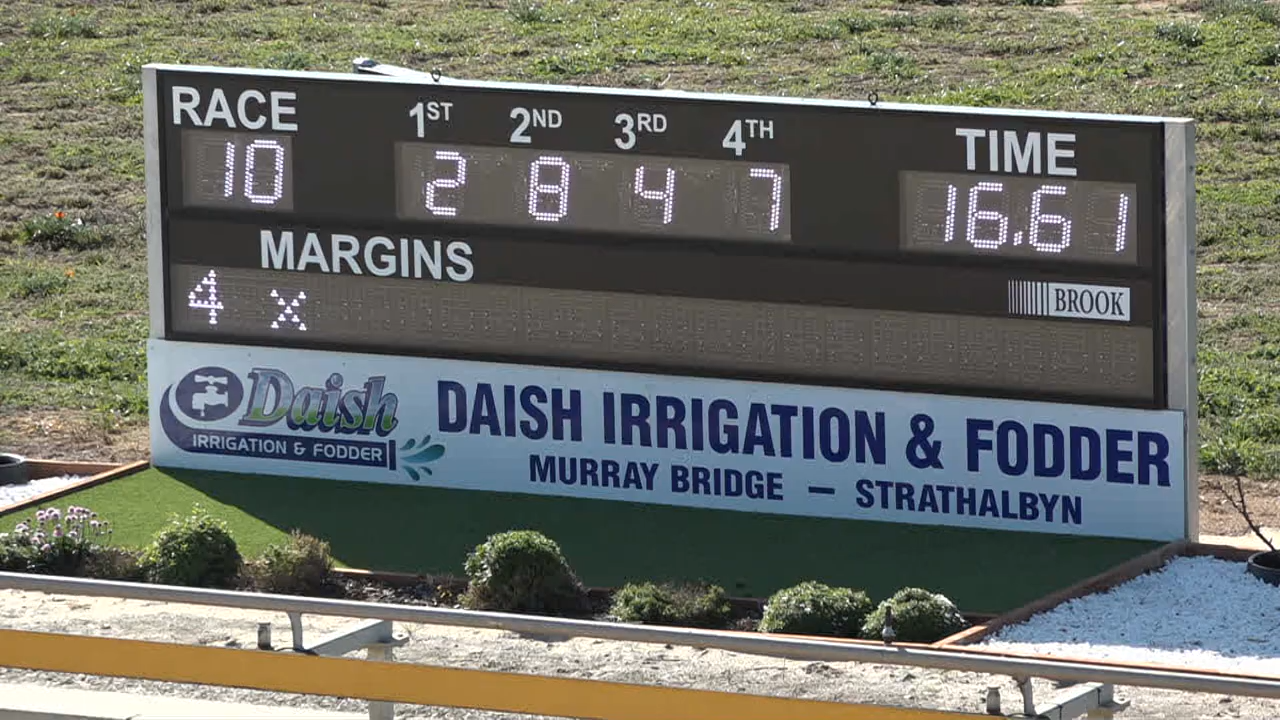 RACE 1ST 2ND 3RD 4TH TIME
10 2 8 4 7 16.61
MARGINS
4 x
BROOK
Daish
IRRIGATION & FODDER
DAISH IRRIGATION & FODDER
MURRAY BRIDGE – STRATHALBYN